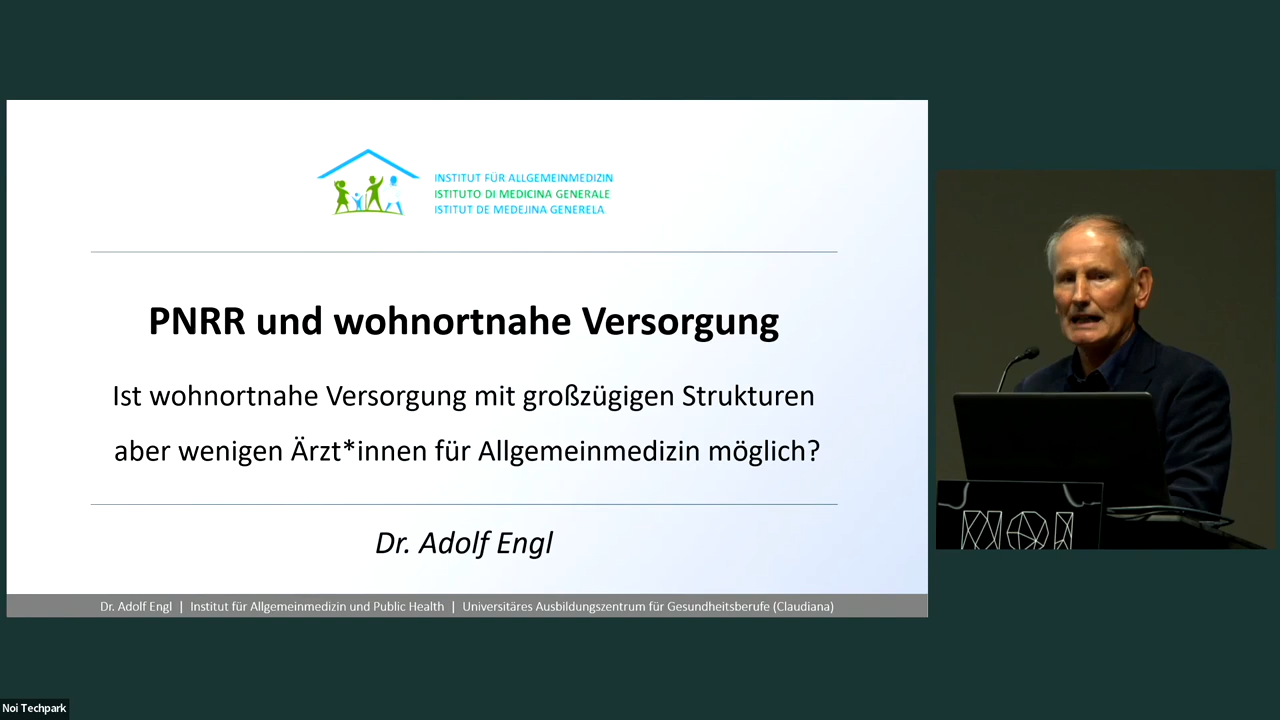 INSTITUT FÜR ALLGEMEINMEDIZIN
ISTITUTO DI MEDICINA GENERALE
ISTITUT DE MEDEJINA GENERELA
PNRR und wohnortnahe Versorgung
Ist wohnortnahe Versorgung mit großzügigen Strukturen
aber wenigen Ärzt*innen für Allgemeinmedizin möglich?
Dr. Adolf Engl
Dr. Adolf Engl | Institut für Allgemeinmedizin und Public Health | Universitäres Ausbildungszentrum für Gesundheitsberufe (Claudiana)
NOI
Noi Techpark